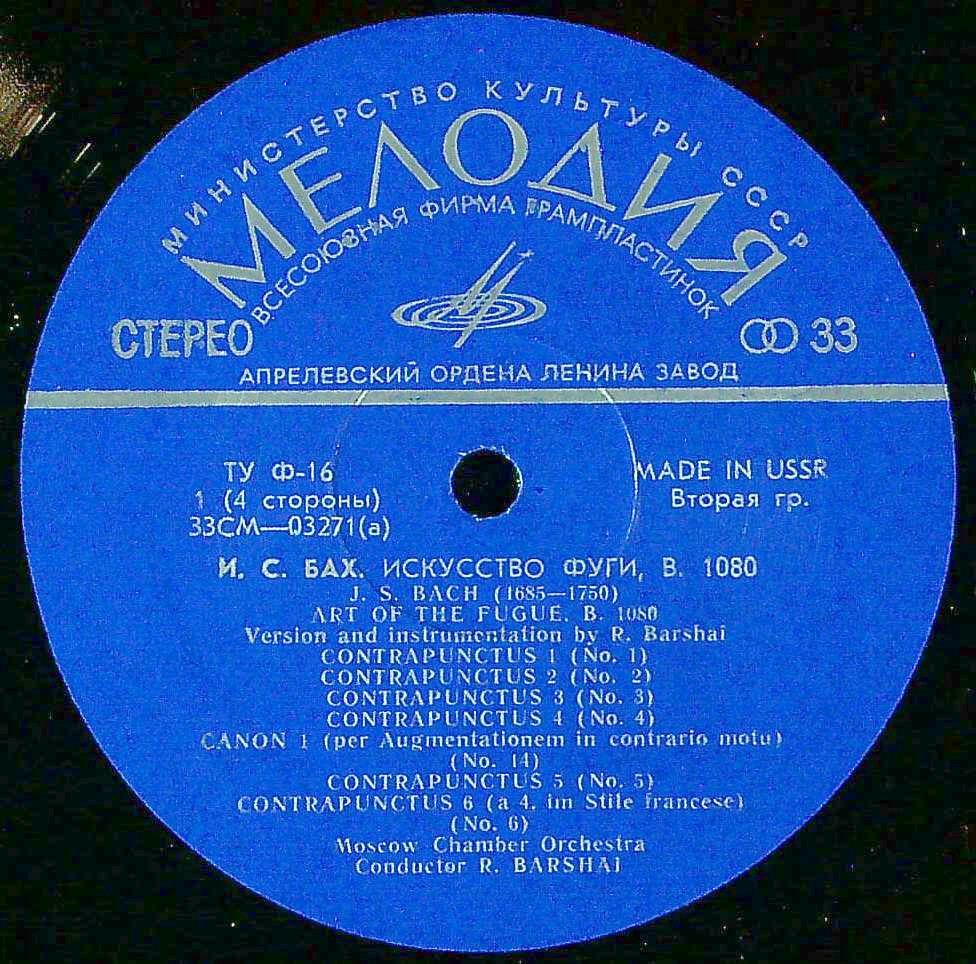 МИНИСТЕРСТВО КУЛЬТУРЫ СССР
МЕЛОДИЯ
ВСЕСОЮЗНАЯ ФИРМА ГРАМПЛАСТИНОК
СТЕРЕО
33
АПРЕЛЕВСКИЙ ОРДЕНА ЛЕНИНА ЗАВОД
ТУ Ф-16
MADE IN USSR
1 (4 стороны)
Вторая гр.
33СМ—03271(а)
И. С. БАХ. ИСКУССТВО ФУГИ, В. 1080
J. S. BACH (1685—1750)
ART OF THE FUGUE. B. 1080
Version and instrumentation by R. Barshai
CONTRAPUNCTUS 1 (No. 1)
CONTRAPUNCTUS 2 (No. 2)
CONTRAPUNCTUS 3 (No. 3)
CONTRAPUNCTUS 4 (No. 4)
CANON 1 (per Augmentationem in contrario motu)
(No. 14)
CONTRAPUNCTUS 5 (No. 5)
CONTRAPUNCTUS 6 (a 4. im Stile francese)
(No. 6)
Moscow Chamber Orchestra
Conductor R. BARSHAI